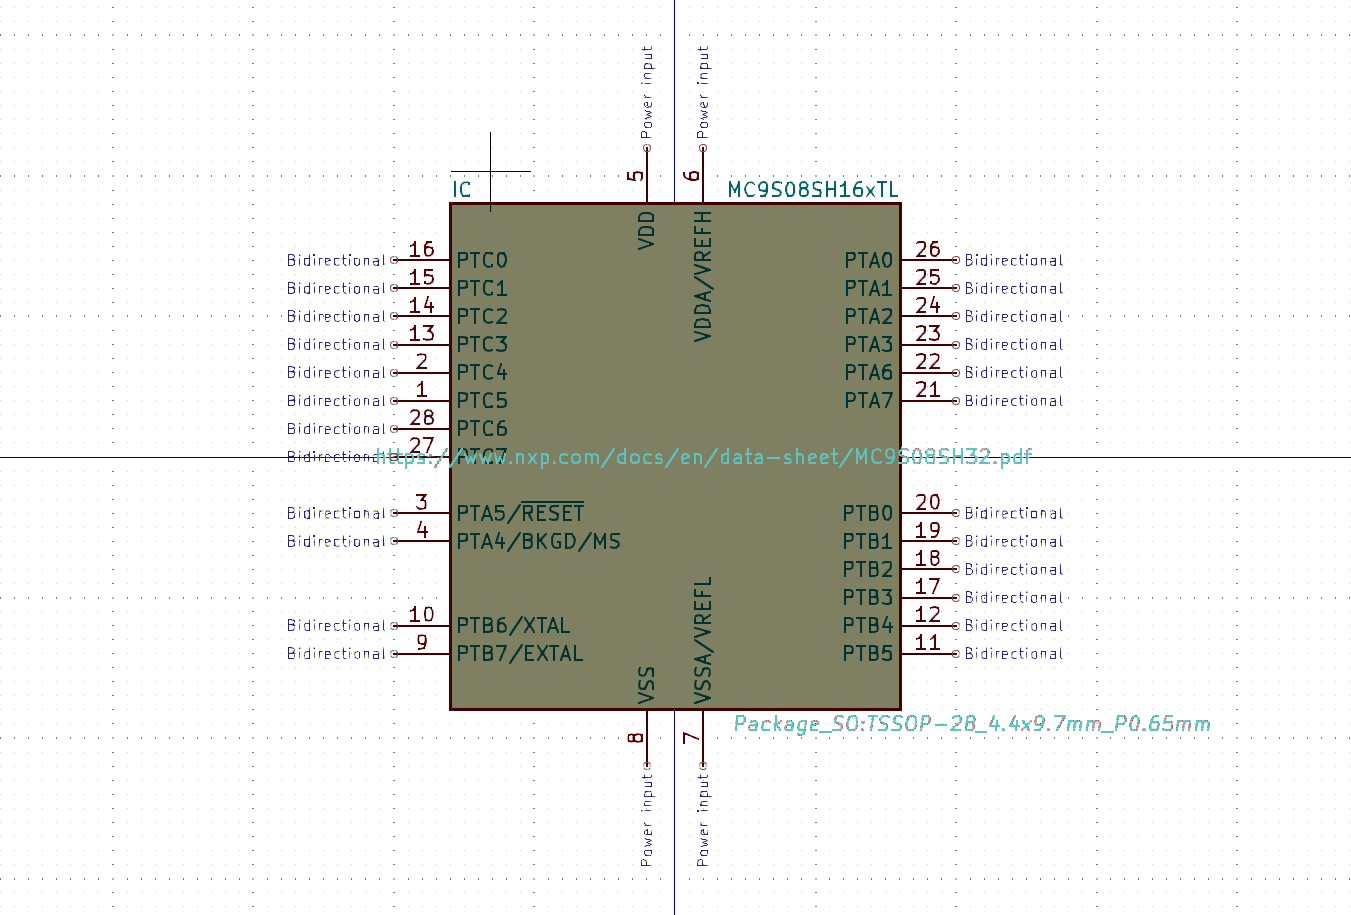 Power input Power input
5 6
IC MC9S08SH16xTL
VDD VDDA/VREFH
Bidirectional 16 PTC0 PTA0 26 Bidirectional
Bidirectional 15 PTC1 PTA1 25 Bidirectional
Bidirectional 14 PTC2 PTA2 24 Bidirectional
Bidirectional 13 PTC3 PTA3 23 Bidirectional
Bidirectional 2 PTC4 PTA6 22 Bidirectional
Bidirectional 1 PTC5 PTA7 21 Bidirectional
Bidirectional 28 PTC6
Bidirectional 27 PTC7
https://www.nxp.com/docs/en/data-sheet/MC9S08SH32.pdf
Bidirectional 3 PTA5/RESET PTB0 20 Bidirectional
Bidirectional 4 PTA4/BKGD/MS PTB1 19 Bidirectional
PTB2 18 Bidirectional
PTB3 17 Bidirectional
Bidirectional 10 PTB6/XTAL PTB4 12 Bidirectional
Bidirectional 9 PTB7/EXTAL PTB5 11 Bidirectional
VSS VSSA/VREFL
Package_SO:TSSOP-28_4.4x9.7mm_P0.65mm
8 7
Power input Power input